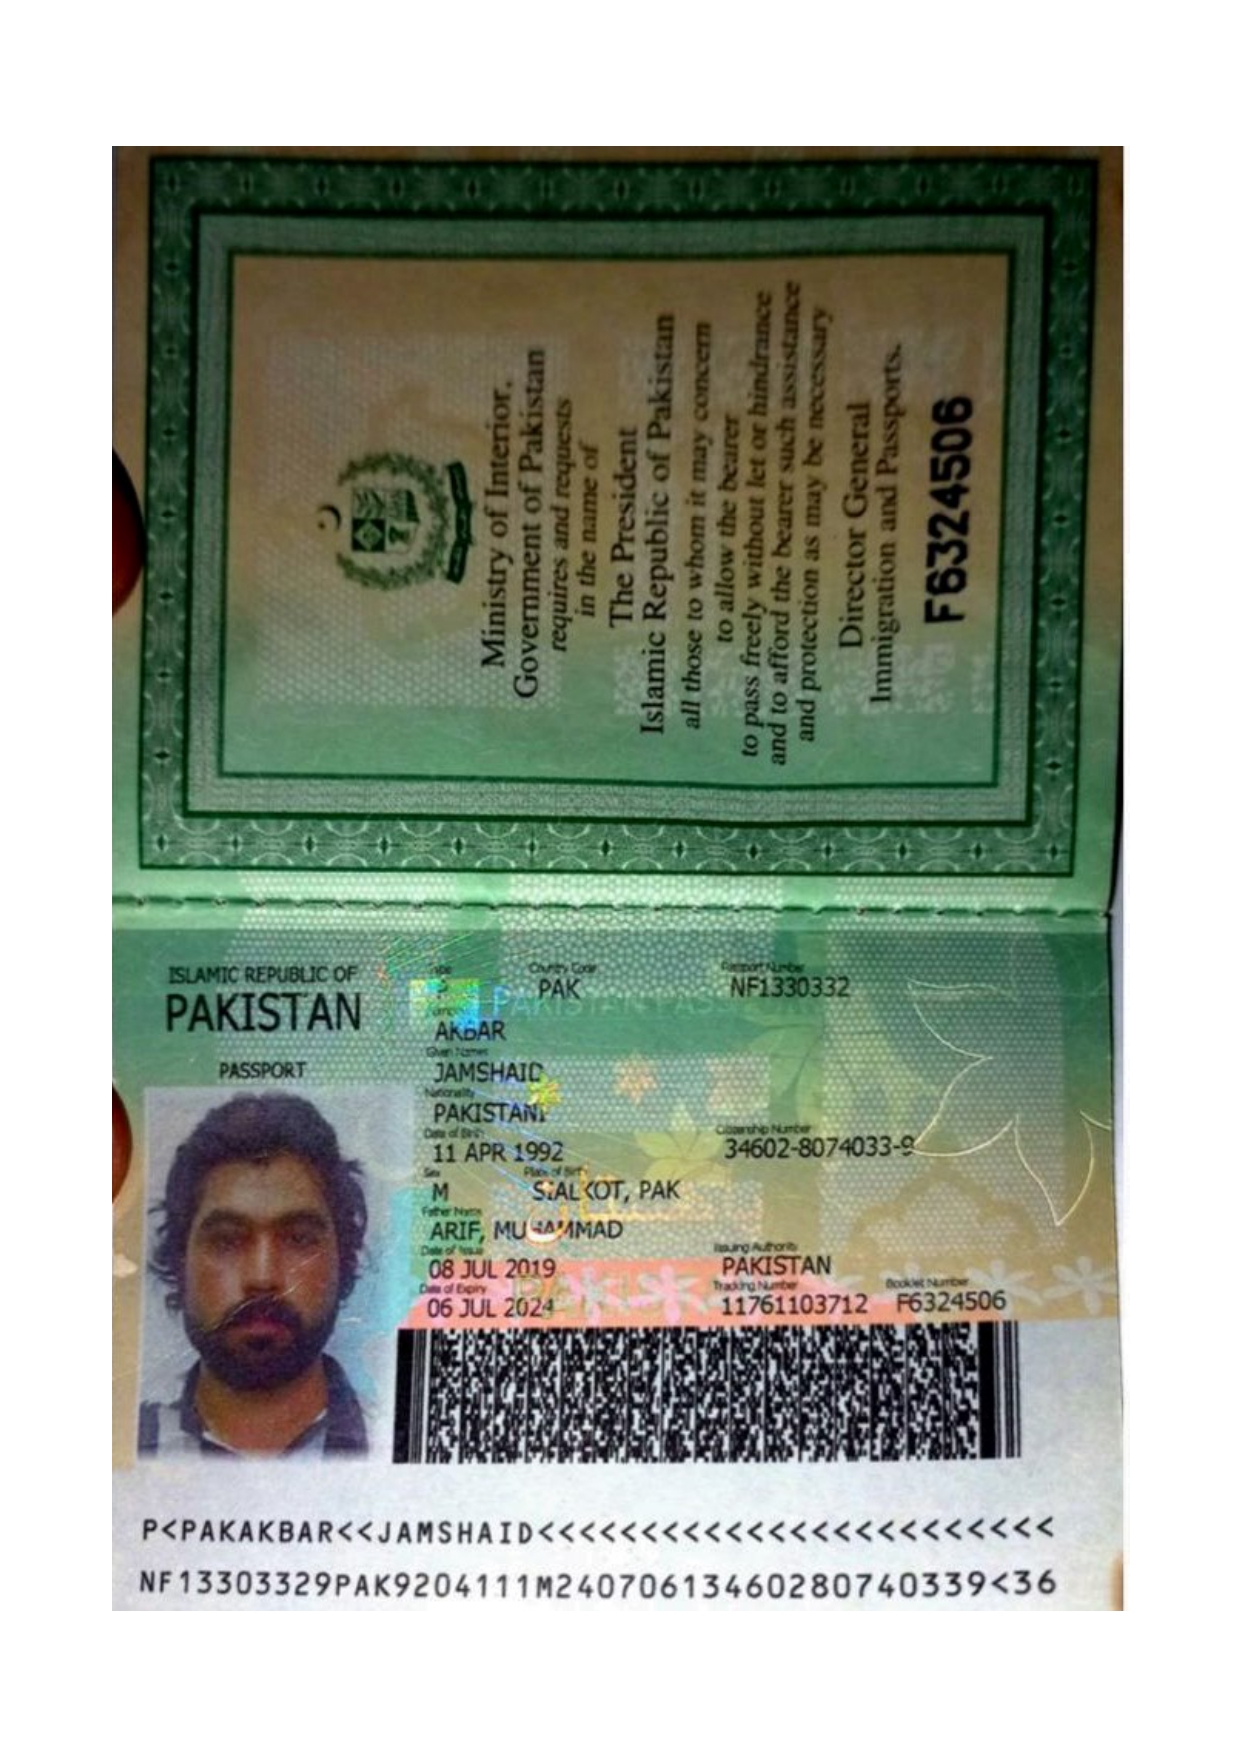 Ministry of Interior,
Government of Pakistan
requires and requests
in the name of
The President
Islamic Republic of Pakistan
all those to whom it may concern
to allow the bearer
to pass freely without let or hindrance
and to afford the bearer such assistance
and protection as may be necessary
Director General
Immigration and Passports.
F6324506
ISLAMIC REPUBLIC OF
PAKISTAN
PASSPORT
Type Country Code Passport Number
P PAK NF1330332
PAKISTAN PASSPORT
AKBAR
Given Names
JAMSHAID
Nationality
PAKISTANI
Date of Birth Citizenship Number
11 APR 1992 34602-8074033-9
Sex Place of Birth
M SIALKOT, PAK
Father Name
ARIF, MUHAMMAD
Date of Issue Issuing Authority
08 JUL 2019 PAKISTAN
Date of Expiry Tracking Number Booklet Number
06 JUL 2024 11761103712 F6324506
P<PAKAKBAR<<JAMSHAID<<<<<<<<<<<<<<<<<<<<<<<<
NF13303329PAK9204111M24070613460280740339<36